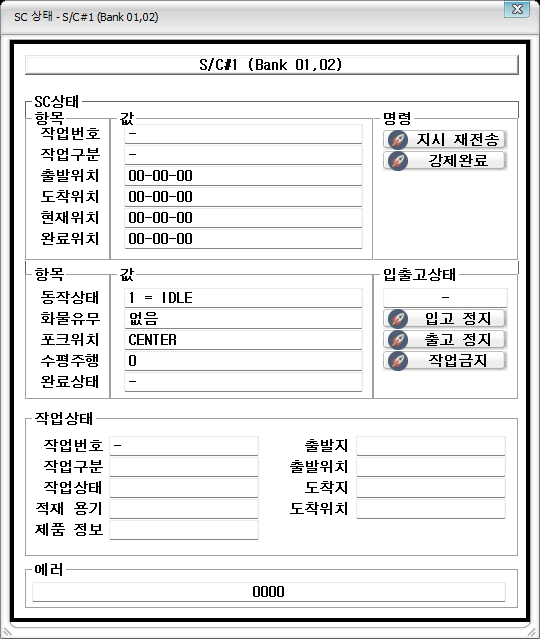 SC 상태 - S/C#1 (Bank 01,02)
S/C#1 (Bank 01,02)
SC상태
항목 값 명령
작업번호 - 지시 재전송
작업구분 - 강제완료
출발위치 00-00-00
도착위치 00-00-00
현재위치 00-00-00
완료위치 00-00-00
항목 값 입출고상태
동작상태 1 = IDLE -
화물유무 없음 입고 정지
포크위치 CENTER 출고 정지
수평주행 0 작업금지
완료상태 -
작업상태
작업번호 - 출발지
작업구분 출발위치
작업상태 도착지
적재 용기 도착위치
제품 정보
에러
0000